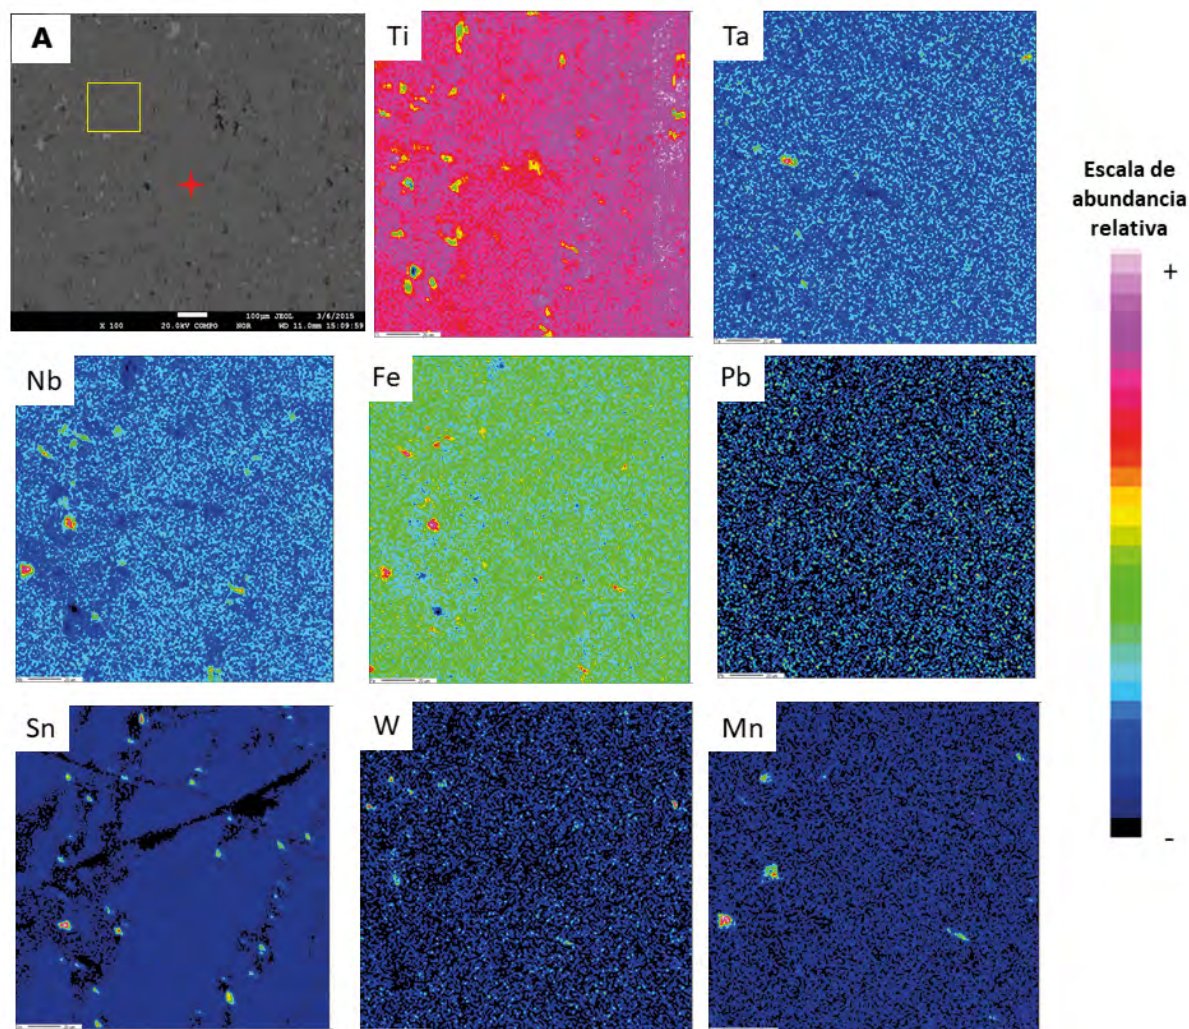 A
Ti
Ta
100µm JEOL 3/6/2015
X 100 20.0kV COMPO NOR WD 11.0mm 15:09:59
Escala de
abundancia
relativa
+
Nb
Fe
Pb
Sn
W
Mn
-